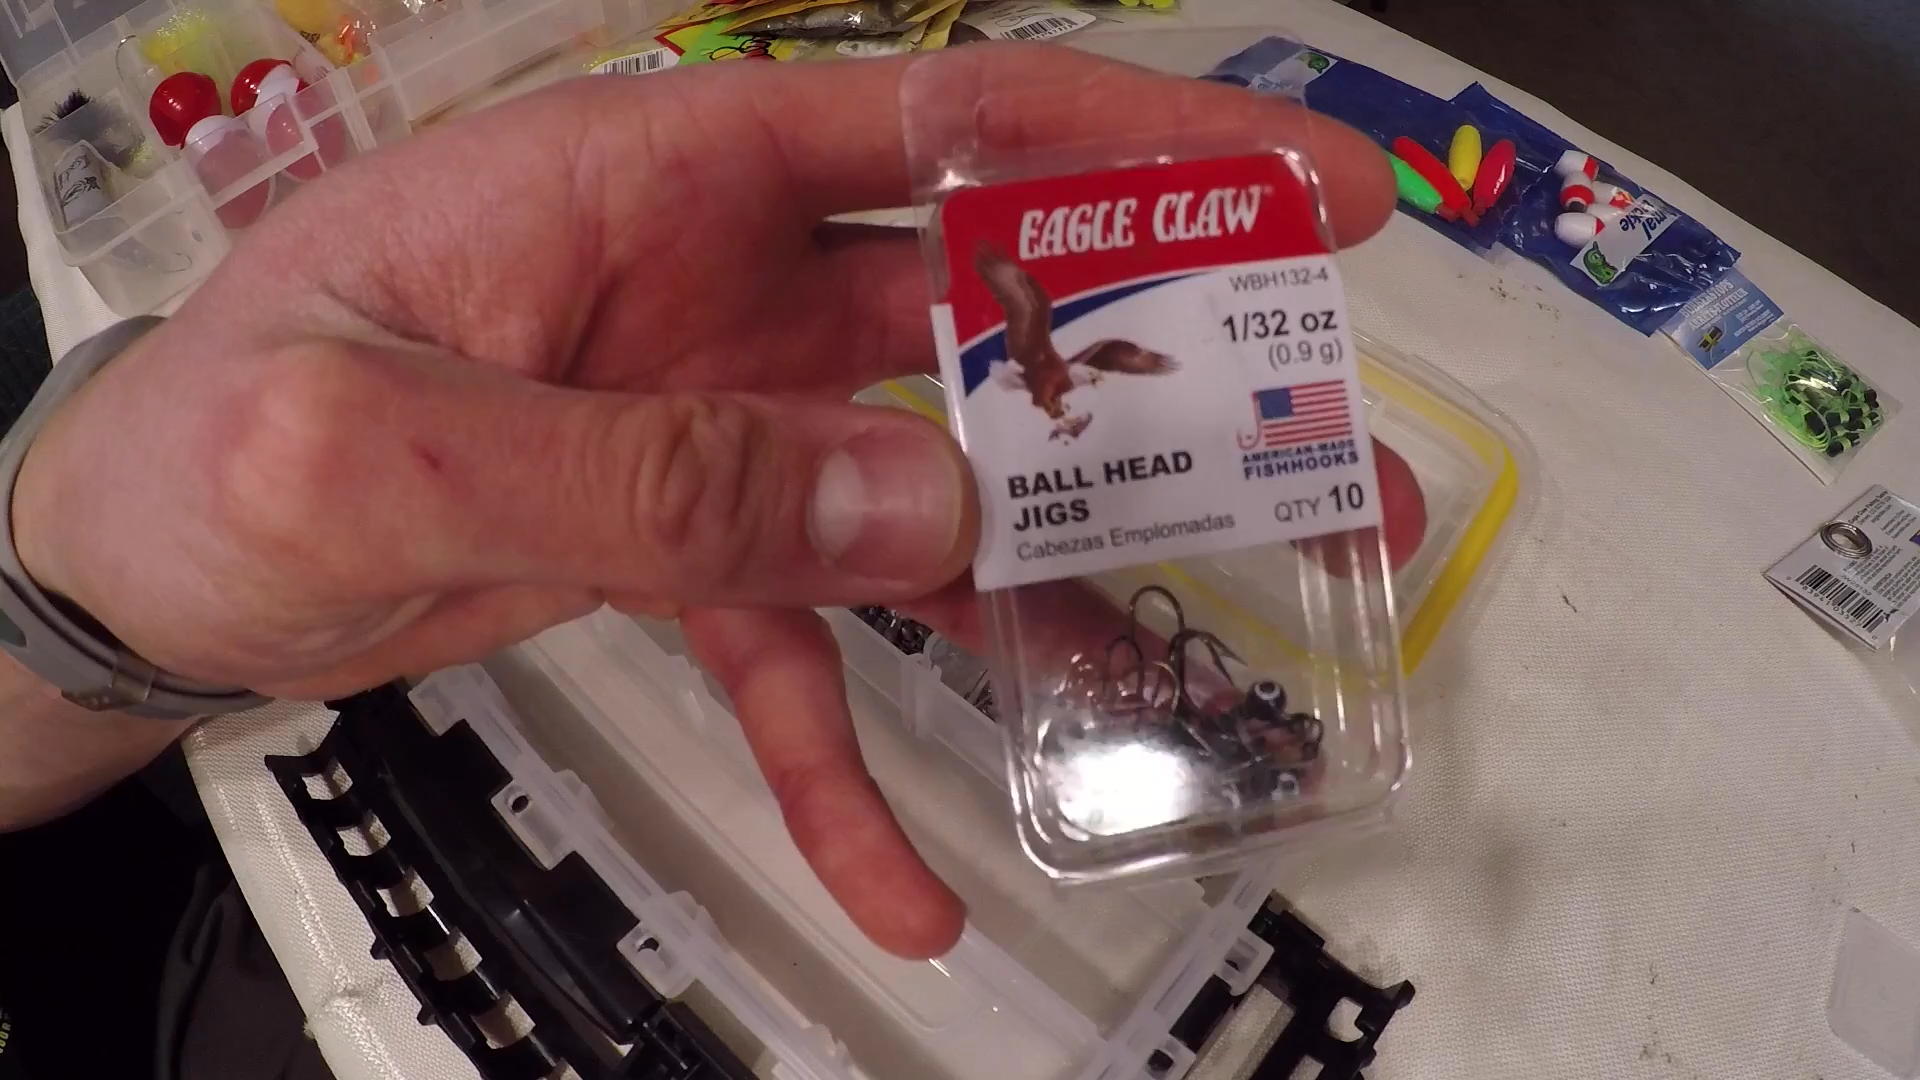 EAGLE CLAW
WBH132-4
1/32 oz
(0.9 g)
AMERICAN-MADE
FISHHOOKS
BALL HEAD
JIGS
Cabezas Emplomadas
QTY 10